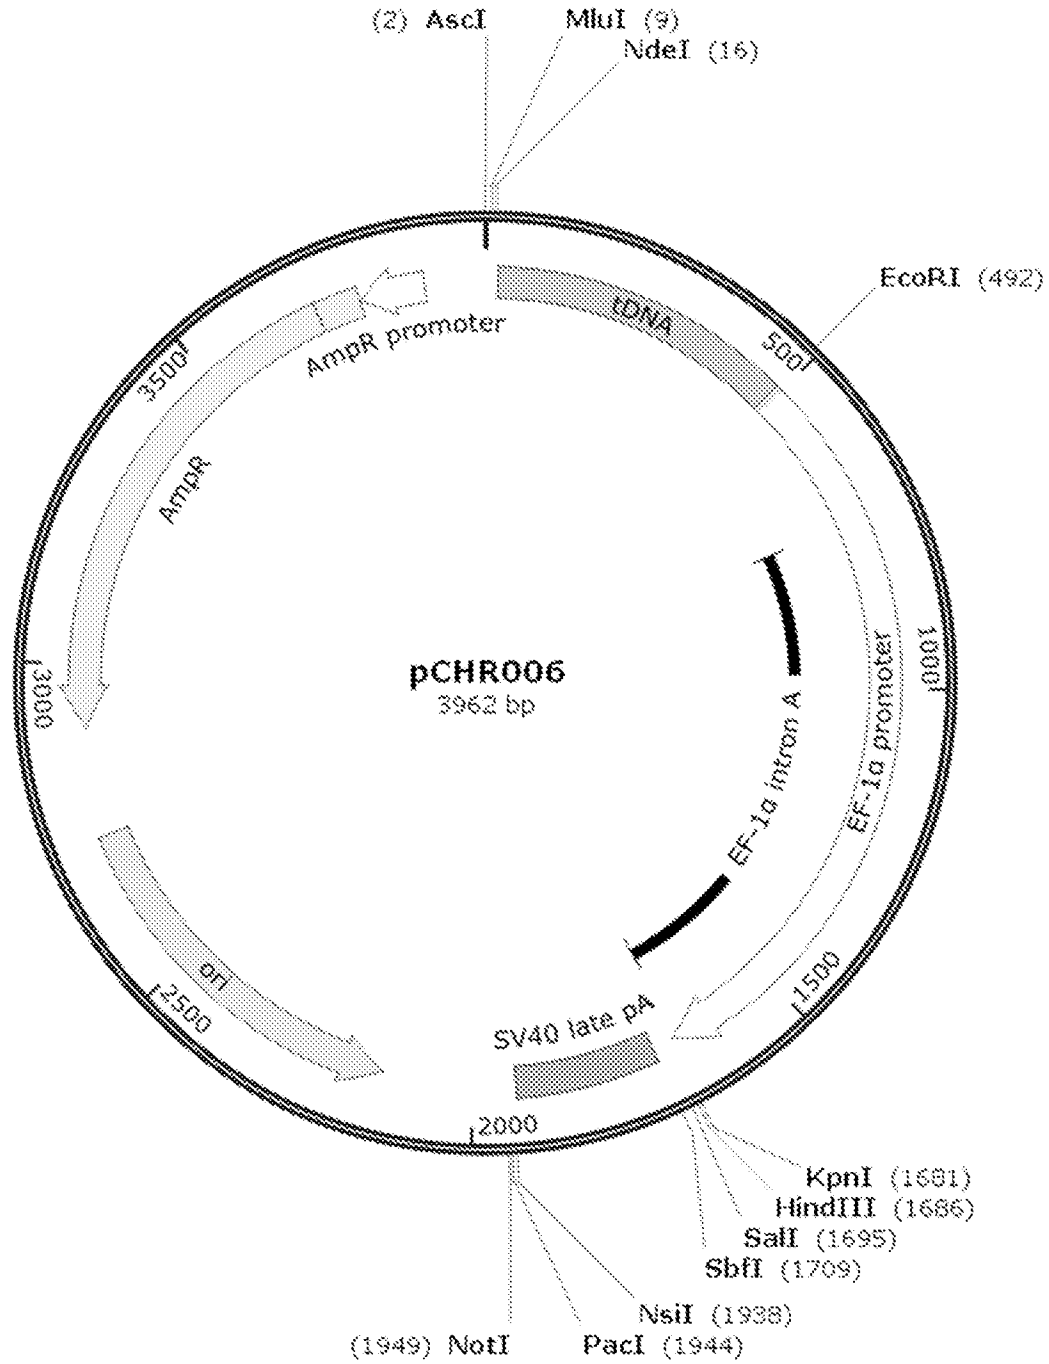 (2) AscI
MluI (9)
NdeI (16)
EcoRI (492)
tDNA
500
AmpR promoter
3500
AmpR
1000
EF-1α promoter
pCHR006
3962 bp
3000
EF-1α intron A
1500
ori
2500
SV40 late pA
2000
KpnI (1681)
HindIII (1686)
SalI (1695)
SbfI (1709)
NsiI (1938)
(1949) NotI
PacI (1944)